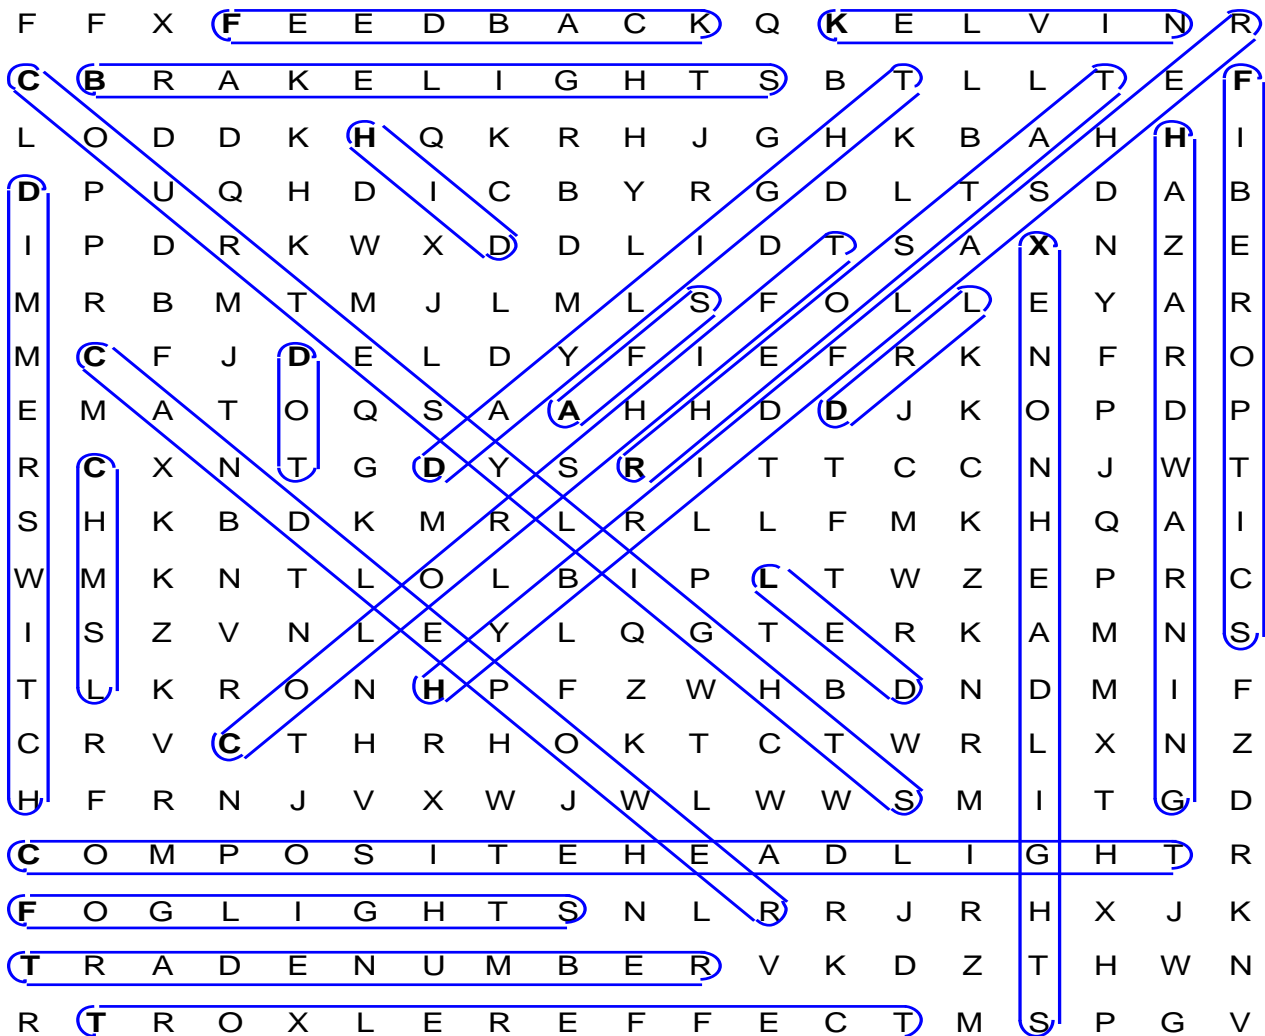 F F X F E E D B A C K Q K E L V I N R
C B R A K E L I G H T S B T L L T E F
L O D D K H Q K R H J G H K B A H H I
D P U Q H D I C B Y R G D L T S D A B
I P D R K W X D D L I D T S A X N Z E
M R B M T M J L M L S F O L L E Y A R
M C F J D E L D Y F I E F R K N F R O
E M A T O Q S A A H H D D J K O P D P
R C X N T G D Y S R I T T C C N J W T
S H K B D K M R L R L L F M K H Q A I
W M K N T L O L B I P L T W Z E P R C
I S Z V N L E Y L Q G T E R K A M N S
T L K R O N H P F Z W H B D N D M I F
C R V C T H R H O K T C T W R L X N Z
H F R N J V X W J W L W W S M I T G D
C O M P O S I T E H E A D L I G H T R
F O G L I G H T S N L R R J R H X J K
T R A D E N U M B E R V K D Z T H W N
R T R O X L E R E F F E C T M S P G V